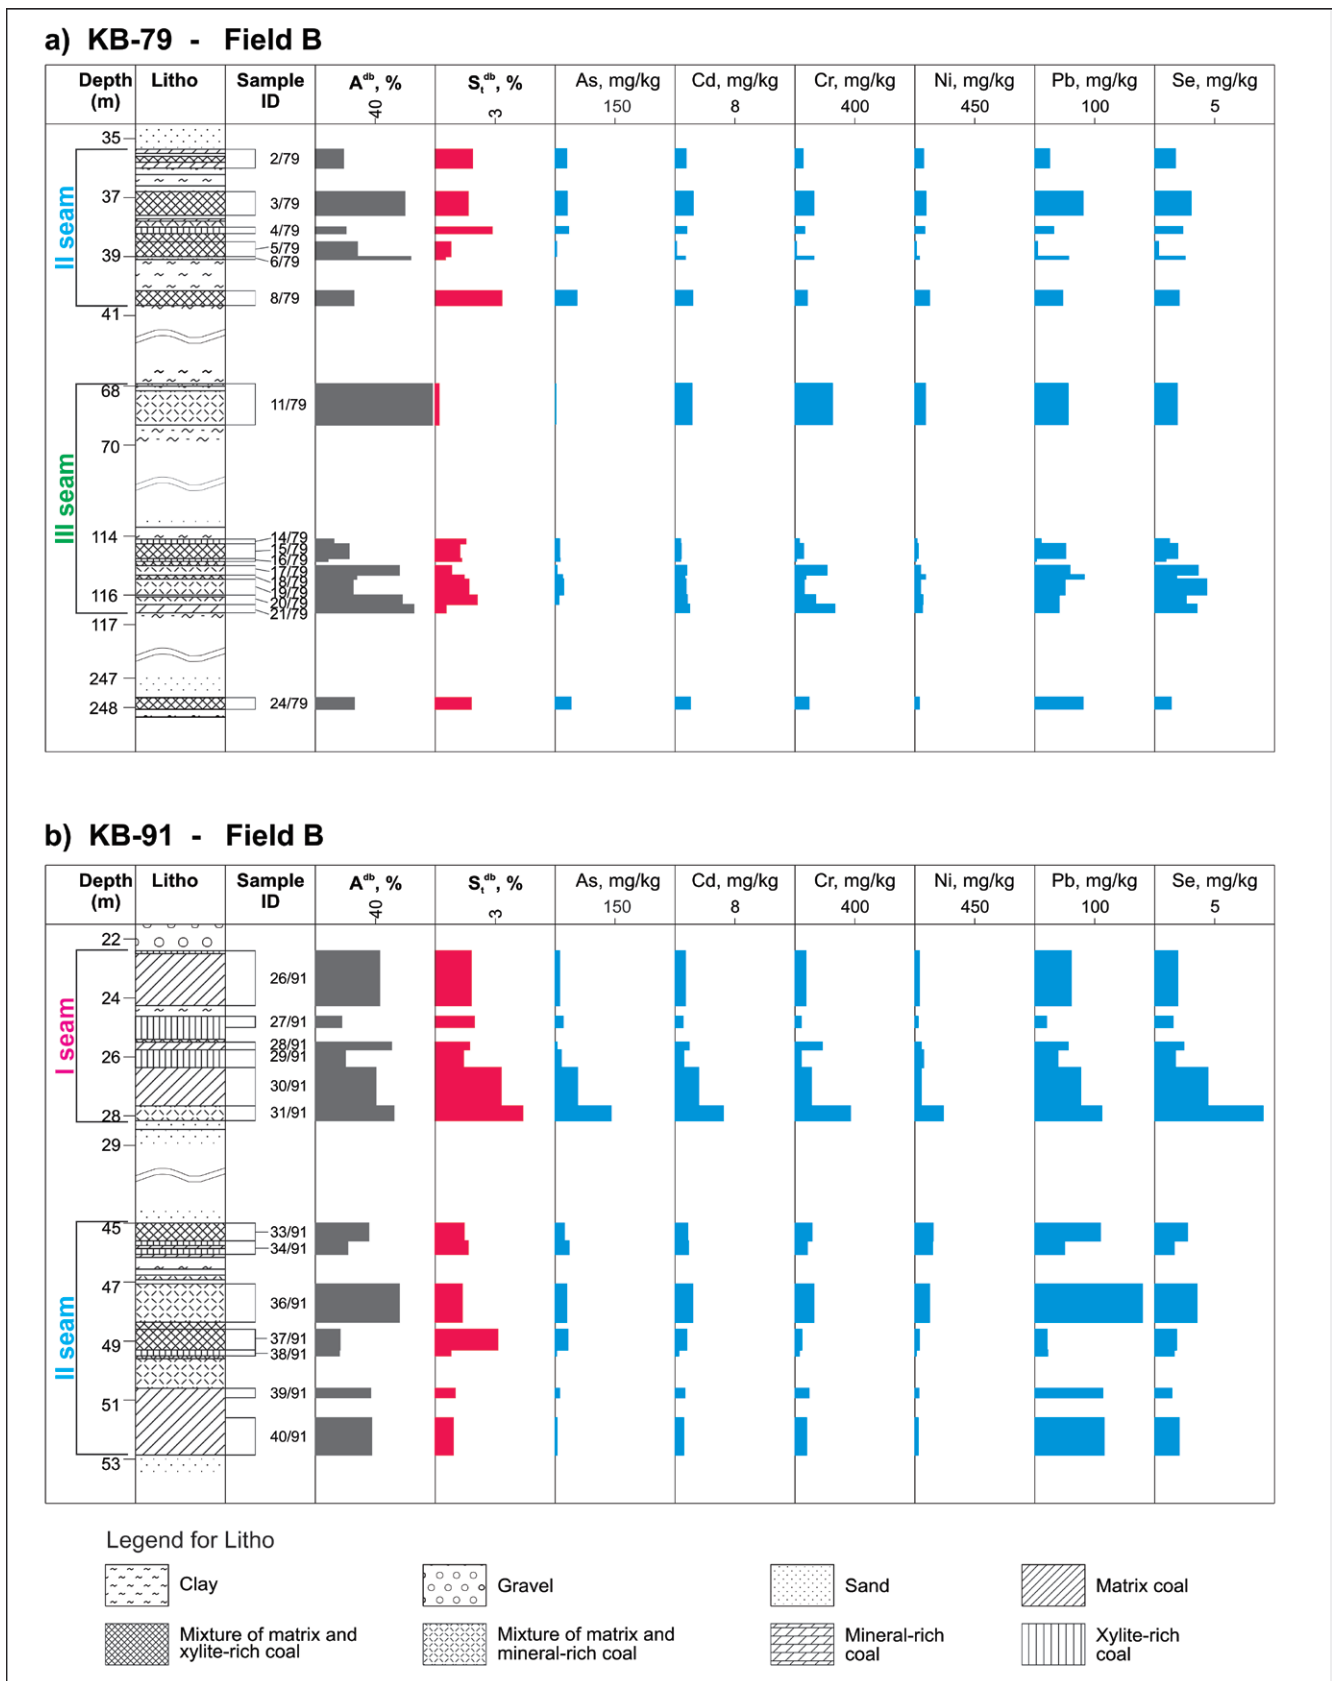 a) KB-79 - Field B
Depth (m) Litho Sample ID A^db, % S_t^db, % As, mg/kg Cd, mg/kg Cr, mg/kg Ni, mg/kg Pb, mg/kg Se, mg/kg
40 3 150 8 400 450 100 5
II seam
35
2/79
37
3/79
4/79
5/79
39
6/79
8/79
41
III seam
68
11/79
70
114
14/79
15/79
16/79
17/79
18/79
19/79
116
20/79
21/79
117
247
24/79
248
b) KB-91 - Field B
Depth (m) Litho Sample ID A^db, % S_t^db, % As, mg/kg Cd, mg/kg Cr, mg/kg Ni, mg/kg Pb, mg/kg Se, mg/kg
40 3 150 8 400 450 100 5
I seam
22
26/91
24
27/91
28/91
26
29/91
30/91
28
31/91
29
II seam
45
33/91
34/91
47
36/91
37/91
49
38/91
39/91
51
40/91
53
Legend for Litho
Clay
Gravel
Sand
Matrix coal
Mixture of matrix and
xylite-rich coal
Mixture of matrix and
mineral-rich coal
Mineral-rich
coal
Xylite-rich
coal